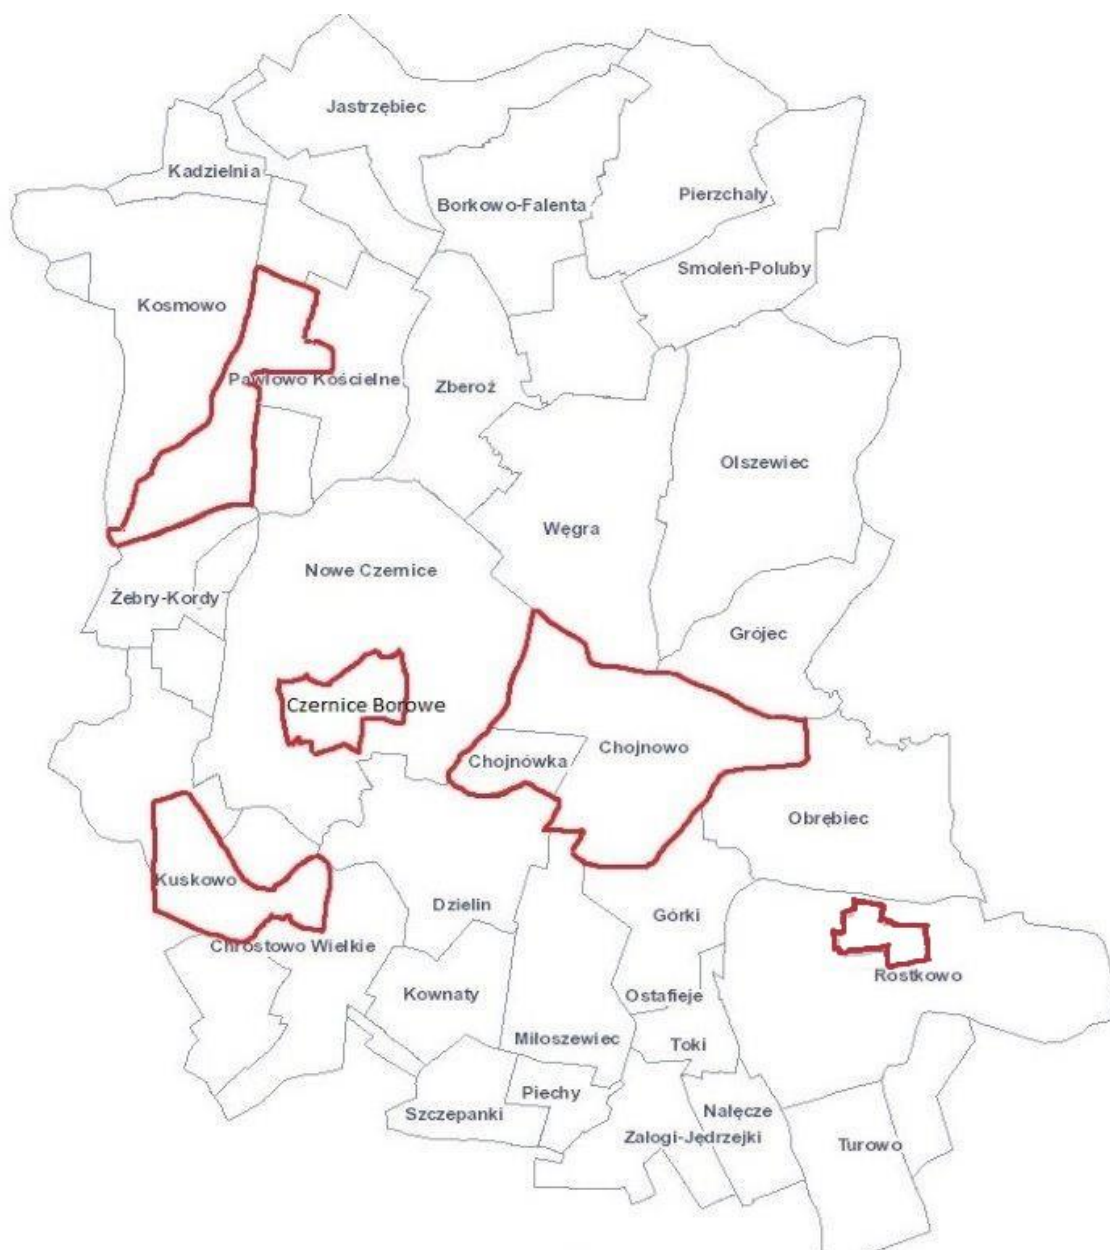 Jastrzębiec
Kadzielnia
Pierzchały
Borkowo-Falenta
Smoleń-Poluby
Kosmowo
Pawłowo Kościelne
Zberoż
Olszewiec
Węgra
Nowe Czernice
Żebry-Kordy
Grójec
Czernice Borowe
Chojnowo
Chojnówka
Obrębiec
Kuskowo
Dzielin
Górki
Chrostowo Wielkie
Rostkowo
Kownaty
Ostafieje
Miłoszewiec
Toki
Piechy
Szczepanki
Nałęcze
Załogi-Jędrzejki
Turowo